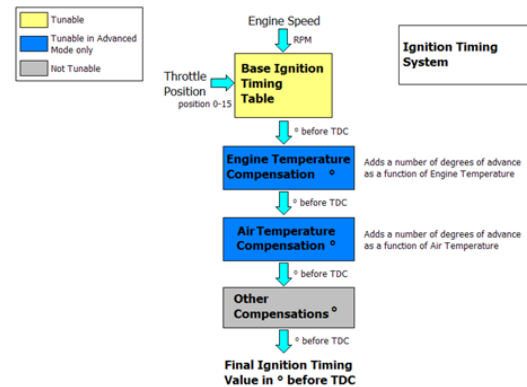 Tunable
Tunable in Advanced
Mode only
Not Tunable
Engine Speed
RPM
Ignition Timing
System
Throttle
Position
position 0-15
Base Ignition
Timing
Table
° before TDC
Engine Temperature
Compensation °
Adds a number of degrees of advance
as a function of Engine Temperature
° before TDC
Air Temperature
Compensation °
Adds a number of degrees of advance
as a function of Air Temperature
° before TDC
Other
Compensations °
° before TDC
Final Ignition Timing
Value in ° before TDC